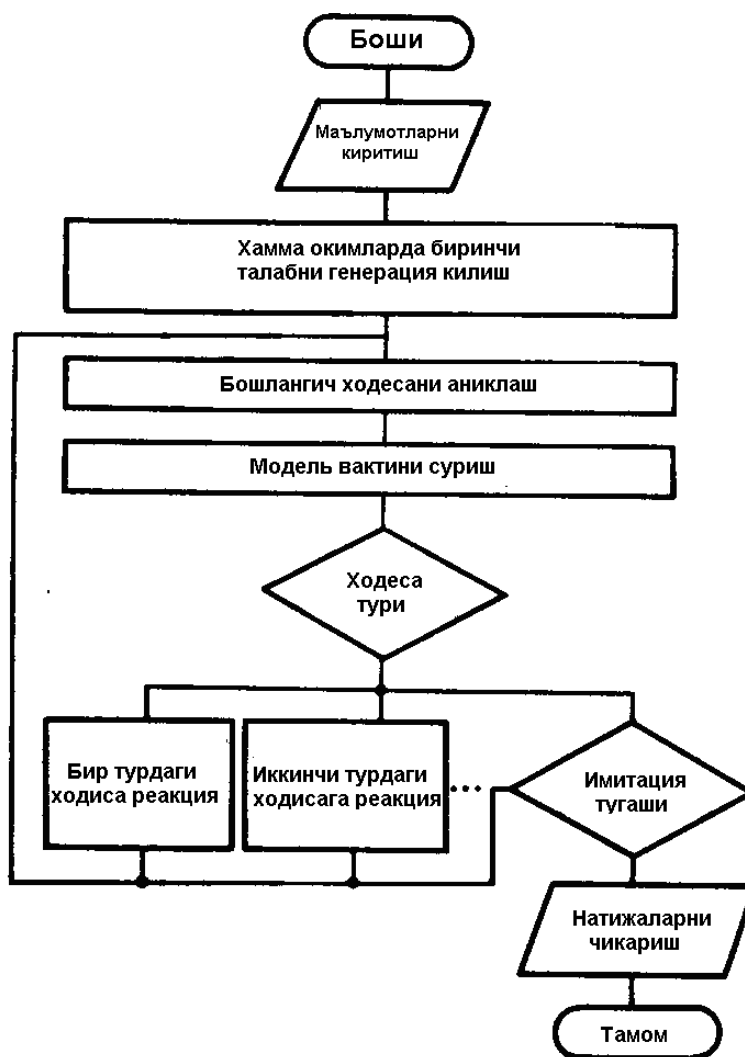 Боши
Маълумотларни
киритиш
Хамма окимларда биринчи
талабни генерация килиш
Бошлангич ходесани аниклаш
Модель вактини суриш
Ходеса
тури
Бир турдаги
ходиса реакция
Иккинчи турдаги
ходисага реакция
...
Имитация
тугаши
Натижаларни
чикариш
Тамом